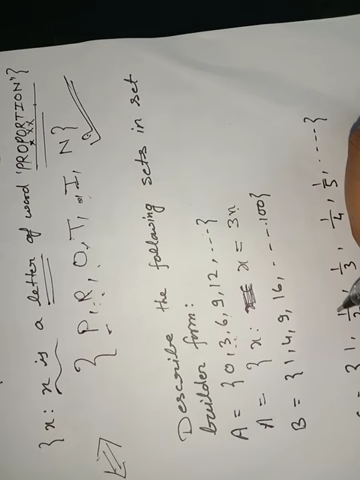 {x: x is a letter of word 'PROPORTION'}
{P, R, O, T, I, N}
Describe the following sets in set
builder form:
A = {0, 3, 6, 9, 12, ...}
A = {x: x = 3n
B = {1, 4, 9, 16, ....100}
{1, 1/2, 1/3, 1/4, 1/5, ....}